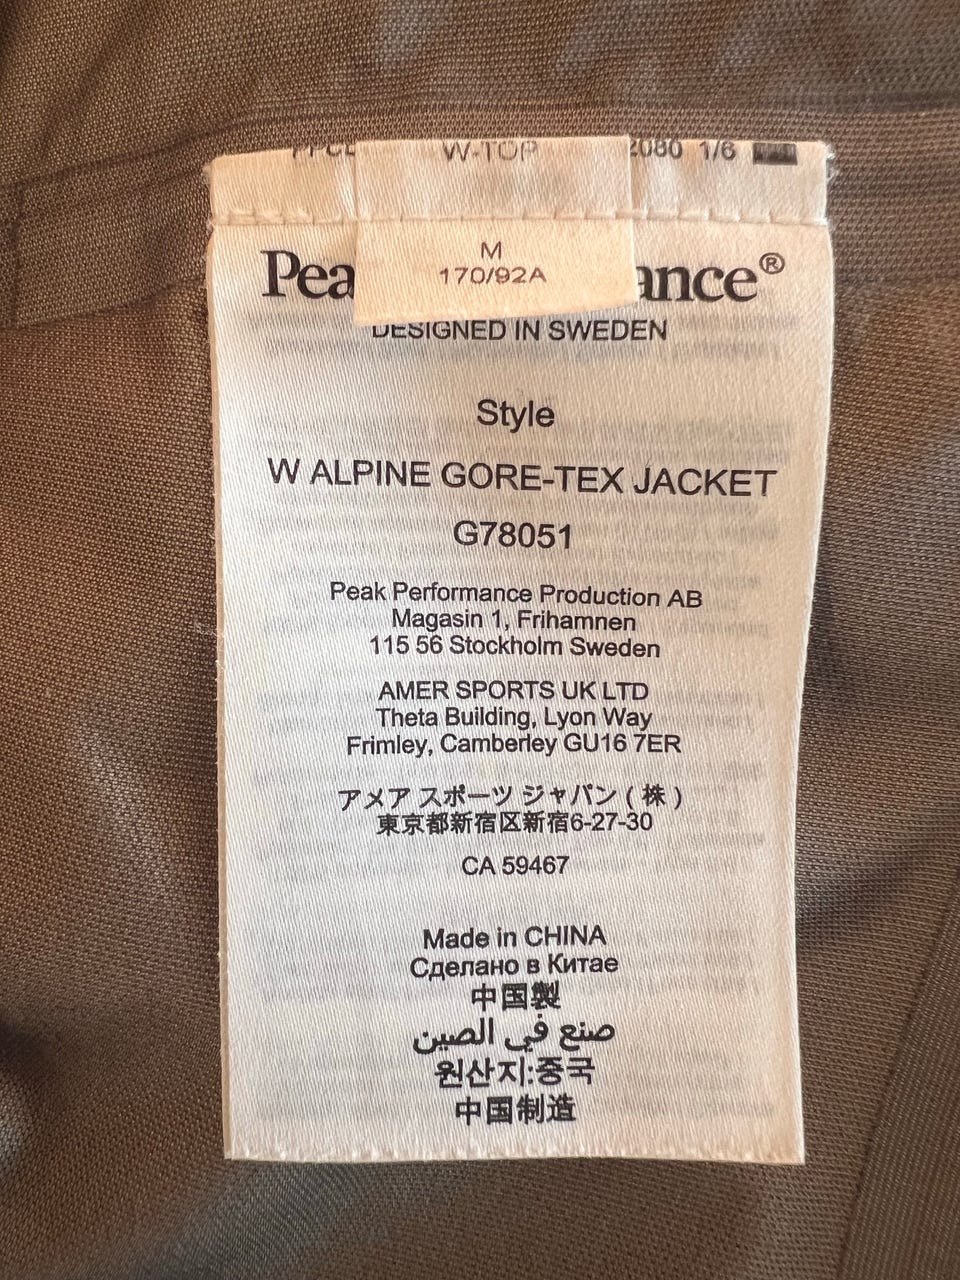 W-TOP
2080 1/6
M
170/92A
Pea ance®
DESIGNED IN SWEDEN
Style
W ALPINE GORE-TEX JACKET
G78051
Peak Performance Production AB
Magasin 1, Frihamnen
115 56 Stockholm Sweden
AMER SPORTS UK LTD
Theta Building, Lyon Way
Frimley, Camberley GU16 7ER
アメア スポーツ ジャパン ( 株 )
東京都新宿区新宿6-27-30
CA 59467
Made in CHINA
Сделано в Китае
中国製
صنع في الصين
원산지:중국
中国制造